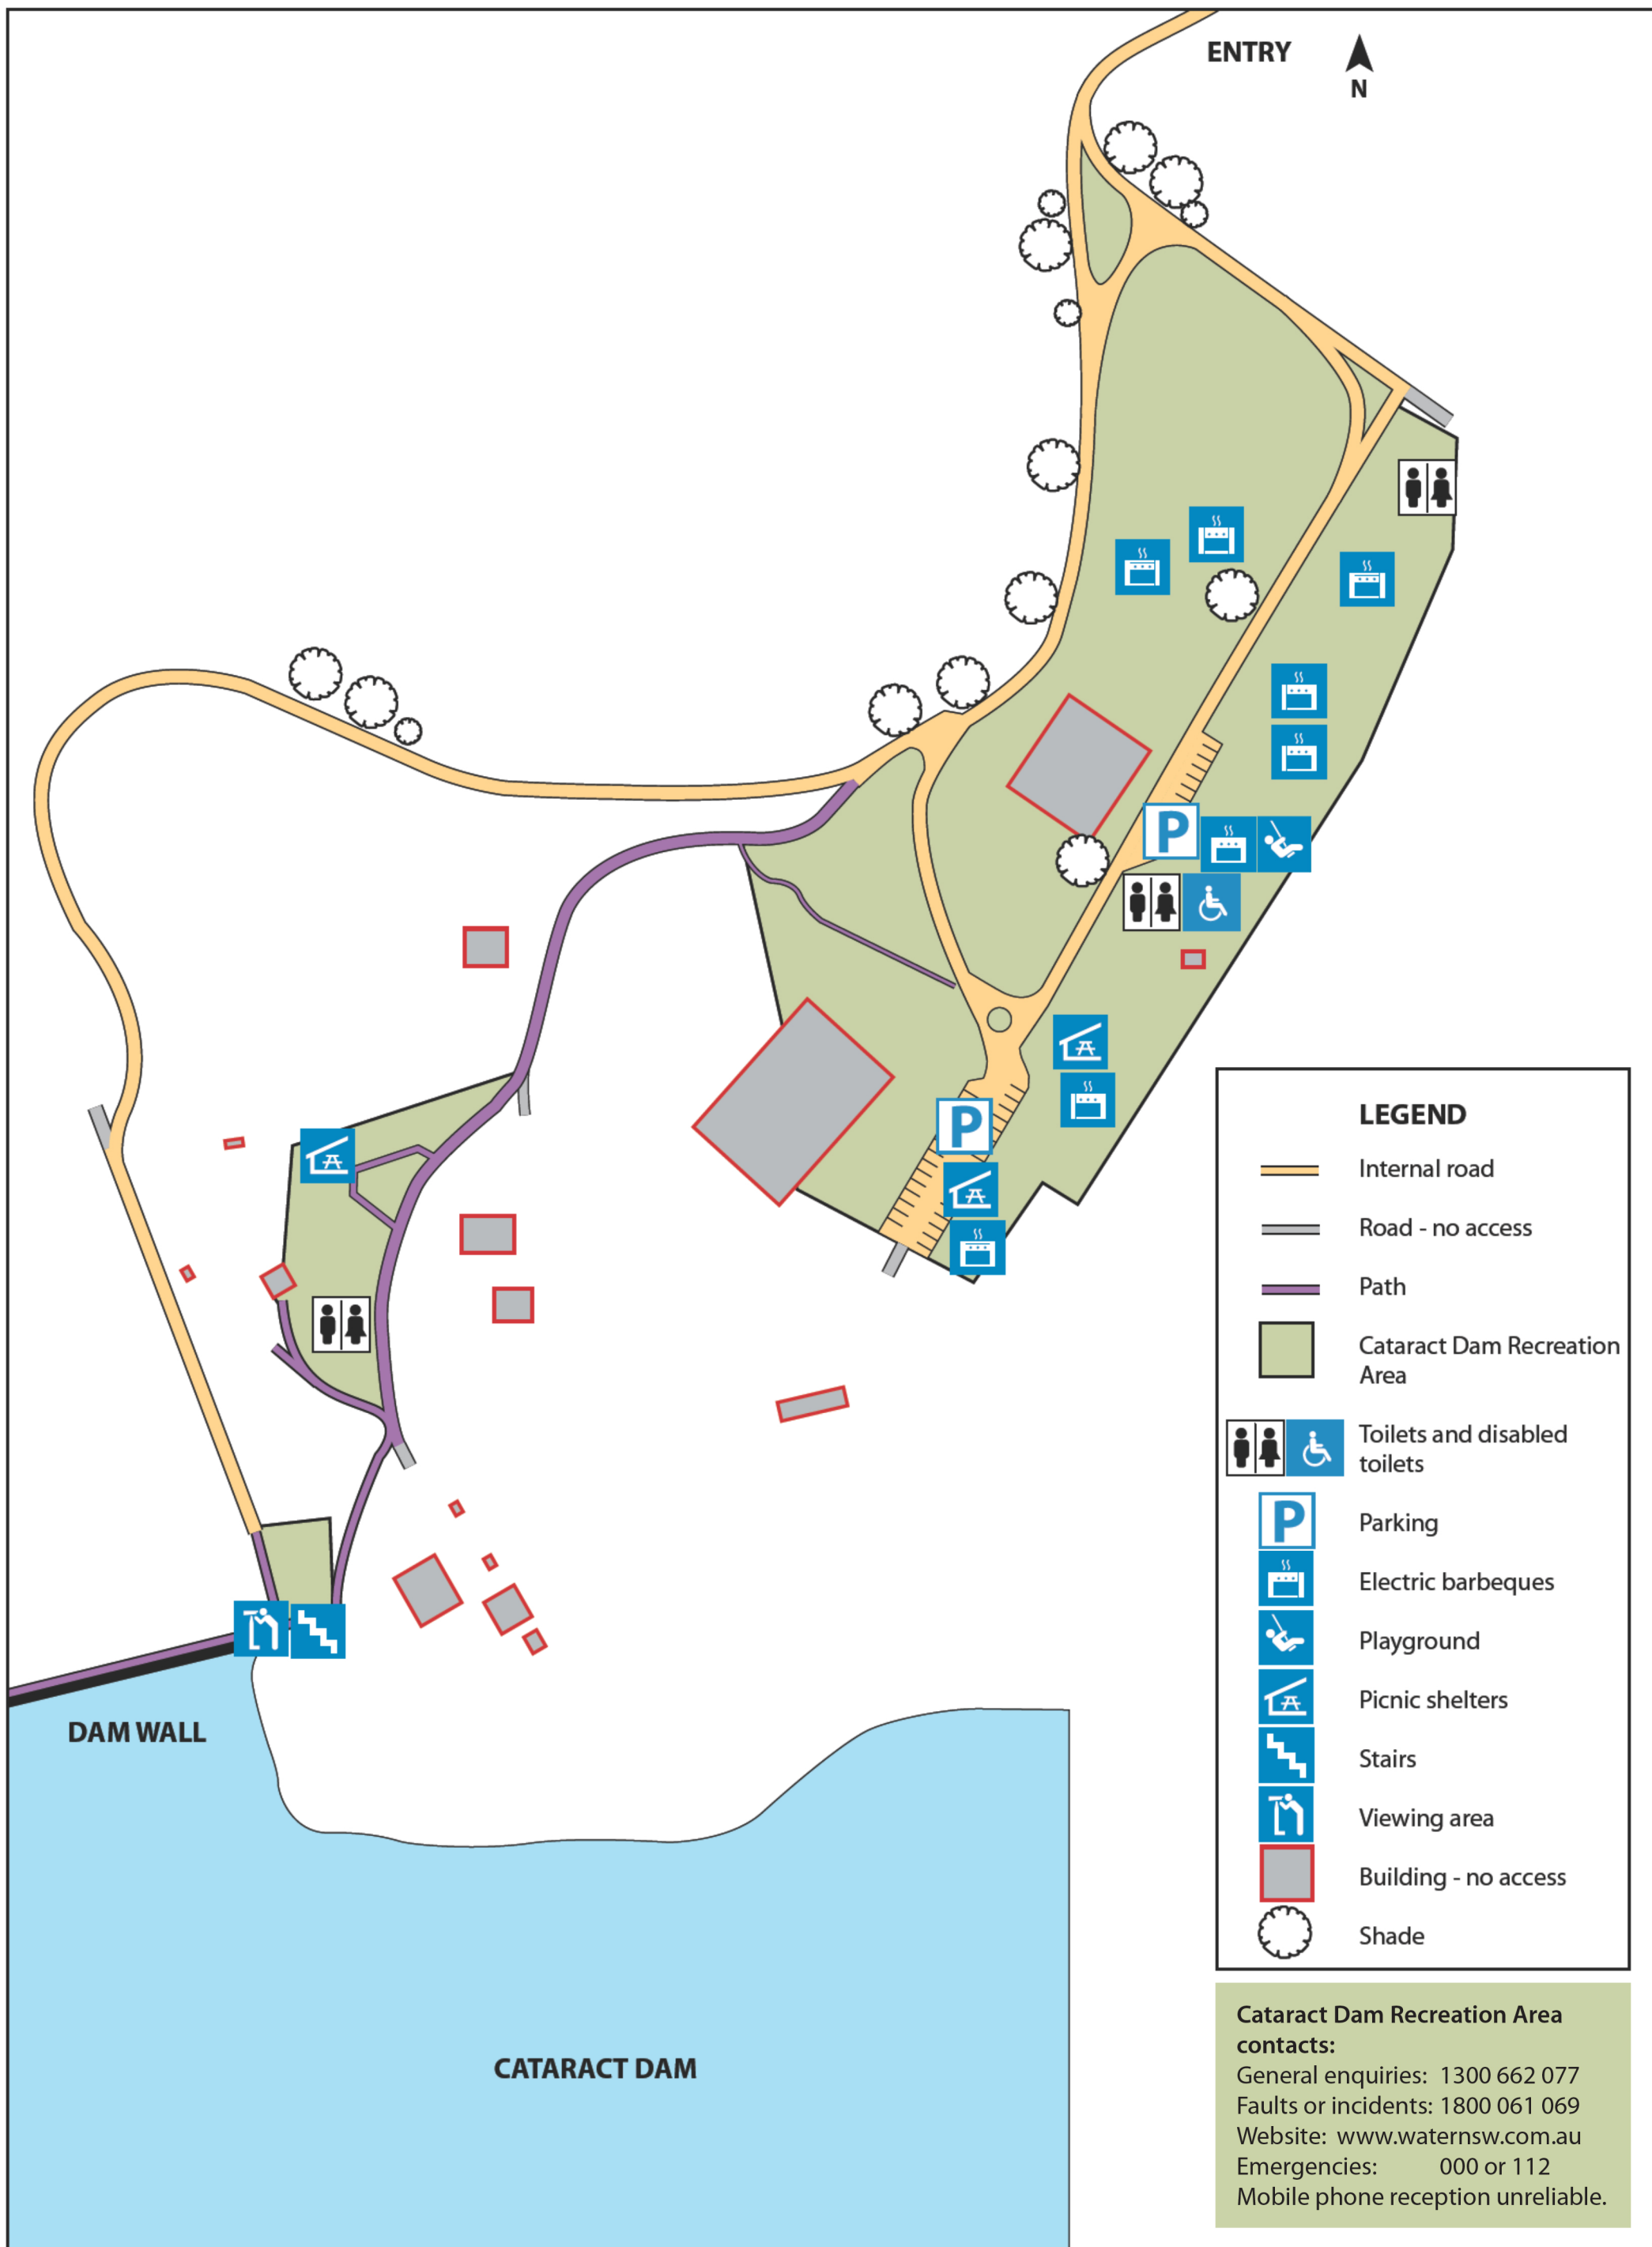 ENTRY
N
P
P
DAM WALL
CATARACT DAM
LEGEND
Internal road
Road - no access
Path
Cataract Dam Recreation
Area
Toilets and disabled
toilets
P
Parking
Electric barbeques
Playground
Picnic shelters
Stairs
Viewing area
Building - no access
Shade
Cataract Dam Recreation Area
contacts:
General enquiries: 1300 662 077
Faults or incidents: 1800 061 069
Website: www.waternsw.com.au
Emergencies: 000 or 112
Mobile phone reception unreliable.